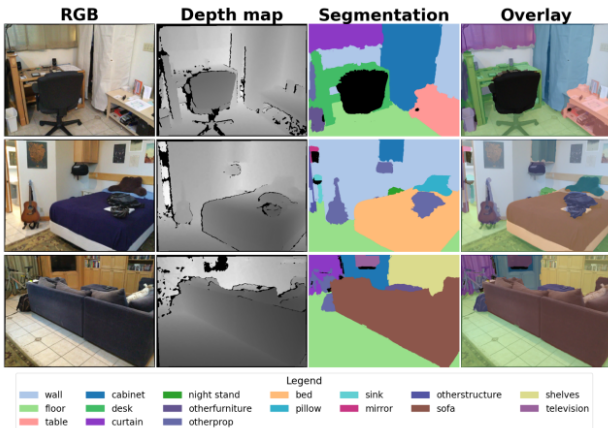 RGB Depth map Segmentation Overlay
Legend
wall cabinet night stand bed sink otherstructure shelves
floor desk otherfurniture pillow mirror sofa television
table curtain otherprop